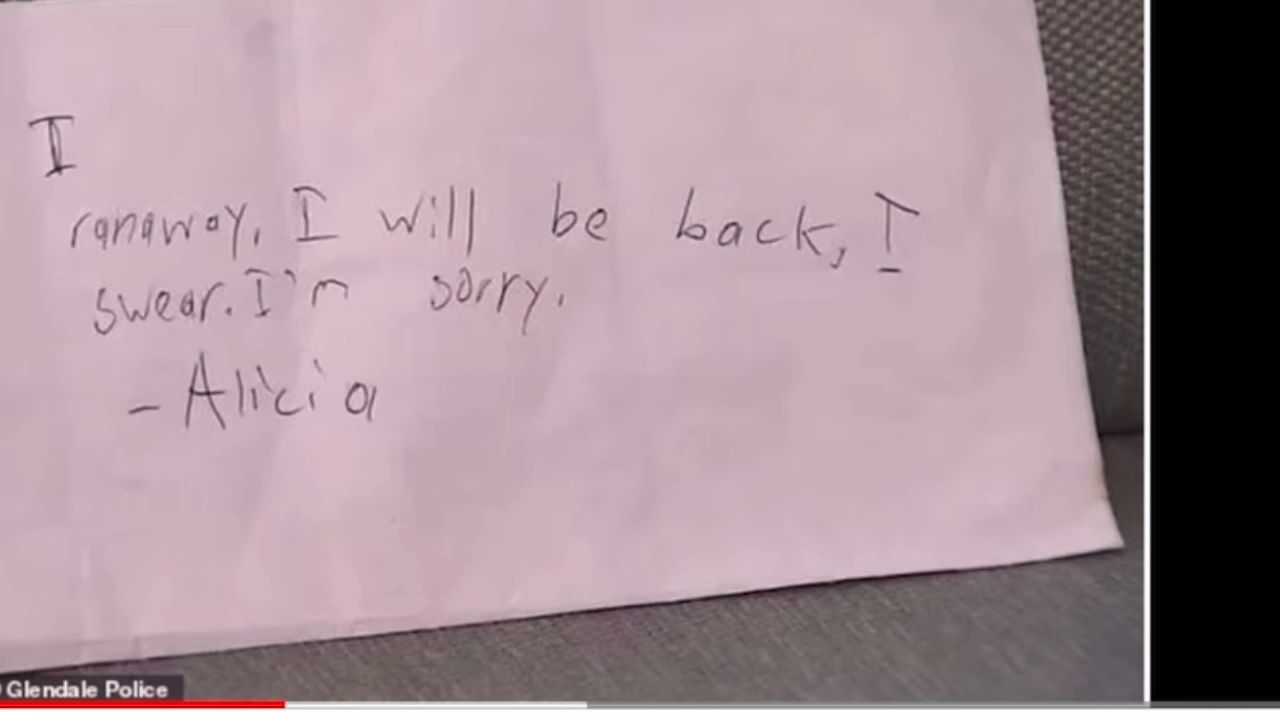 I
ranaway. I will be back, I
swear. I'm sorry.
- Alicia
Glendale Police